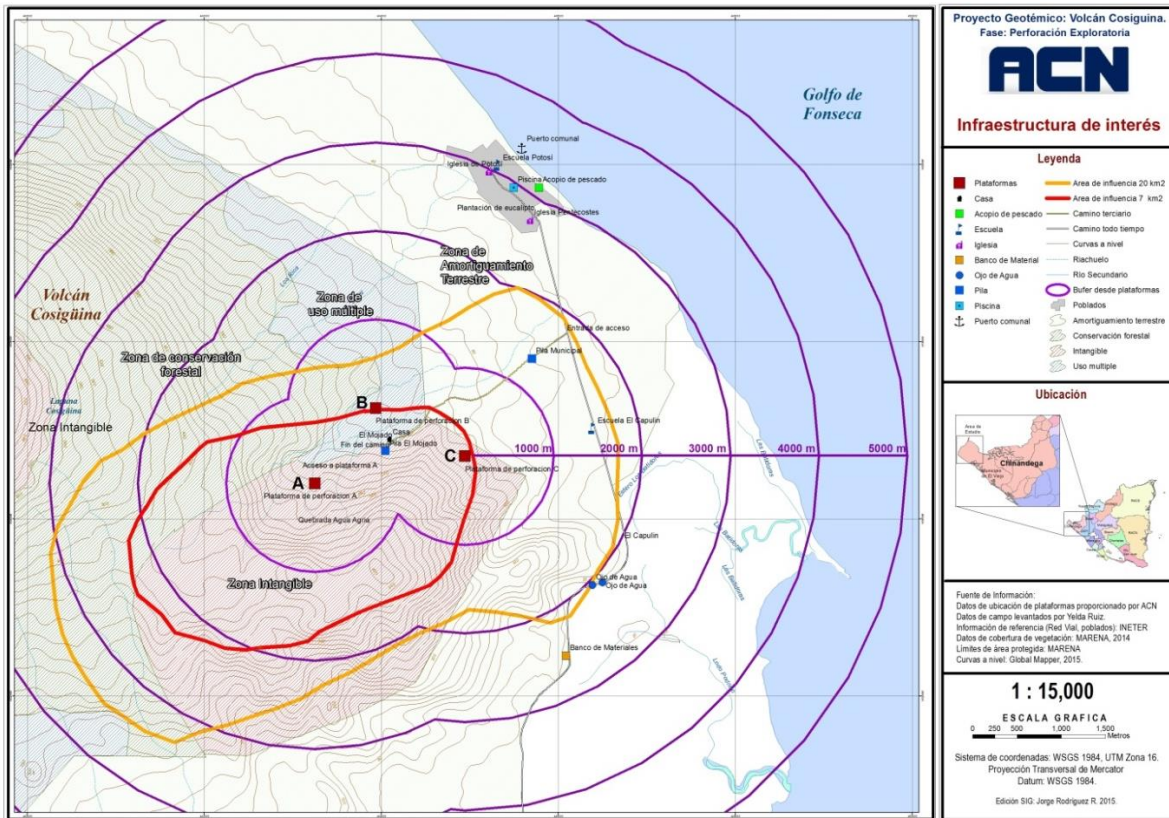 Golfo de
Fonseca
Puerto comunal
Escuela Potosí
Iglesia de Potosí
Piscina
Acopio de pescado
Plantación de eucalipto
Iglesia Pentecostes
Zona de
Amortiguamiento
Terrestre
Zona de
uso múltiple
Volcán
Cosigüina
Zona de conservación
forestal
Laguna
Cosigüina
Zona Intangible
Entrada de acceso
Pila Municipal
B
Plataforma de perforacion B
Escuela El Capulin
El Mojado
Casa
Fin del camino
Pila El Mojado
C
1000 m
2000 m
3000 m
4000 m
5000 m
Acceso a plataforma A
Plataforma de perforacion C
A
Plataforma de perforacion A
Quebrada Agua Agria
El Capulin
Zona Intangible
Ojo de Agua
Ojo de Agua
Banco de Materiales
Proyecto Geotémico: Volcán Cosiguina.
Fase: Perforación Exploratoria
ACN
Infraestructura de interés
Leyenda
Plataformas
Casa
Acopio de pescado
Escuela
Iglesia
Banco de Material
Ojo de Agua
Pila
Piscina
Puerto comunal
Area de influencia 20 km2
Area de influencia 7 km2
Camino terciario
Camino todo tiempo
Curvas a nivel
Riachuelo
Río Secundario
Bufer desde plataformas
Poblados
Amortiguamiento terrestre
Conservación forestal
Intangible
Uso multiple
Ubicación
Area de
Estudio
Chinandega
Fuente de Información:
Datos de ubicación de plataformas proporcionado por ACN
Datos de campo levantados por Yelda Ruiz.
Información de referencia (Red Vial, poblados): INETER
Datos de cobertura de vegetación: MARENA, 2014
Límites de área protegida: MARENA
Curvas a nivel: Global Mapper, 2015.
1 : 15,000
ESCALA GRAFICA
0 250 500 1,000 1,500
Metros
Sistema de coordenadas: WSGS 1984, UTM Zona 16.
Proyección Transversal de Mercator
Datum: WSGS 1984.
Edición SIG: Jorge Rodríguez R. 2015.